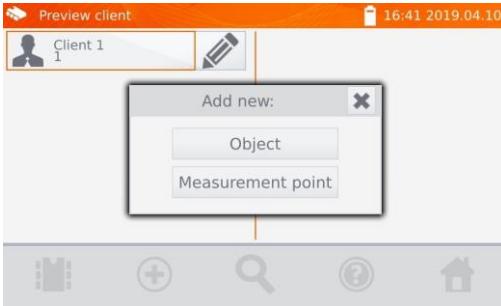 Preview client
16:41 2019.04.10
Client 1
1
Add new:
Object
Measurement point